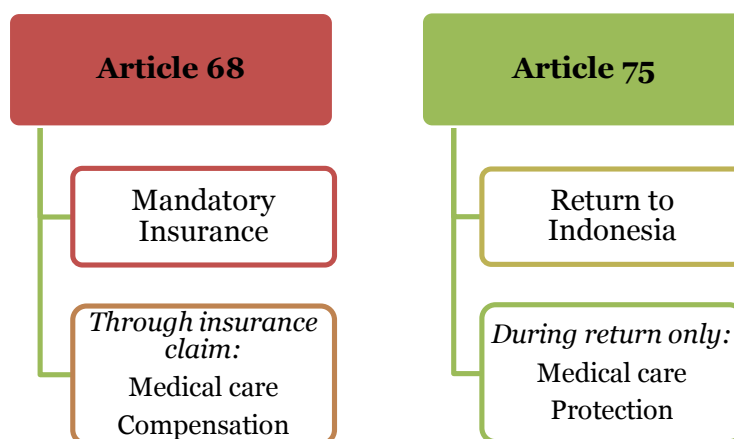 Article 68
Mandatory
Insurance
Through insurance
claim:
Medical care
Compensation
Article 75
Return to
Indonesia
During return only:
Medical care
Protection